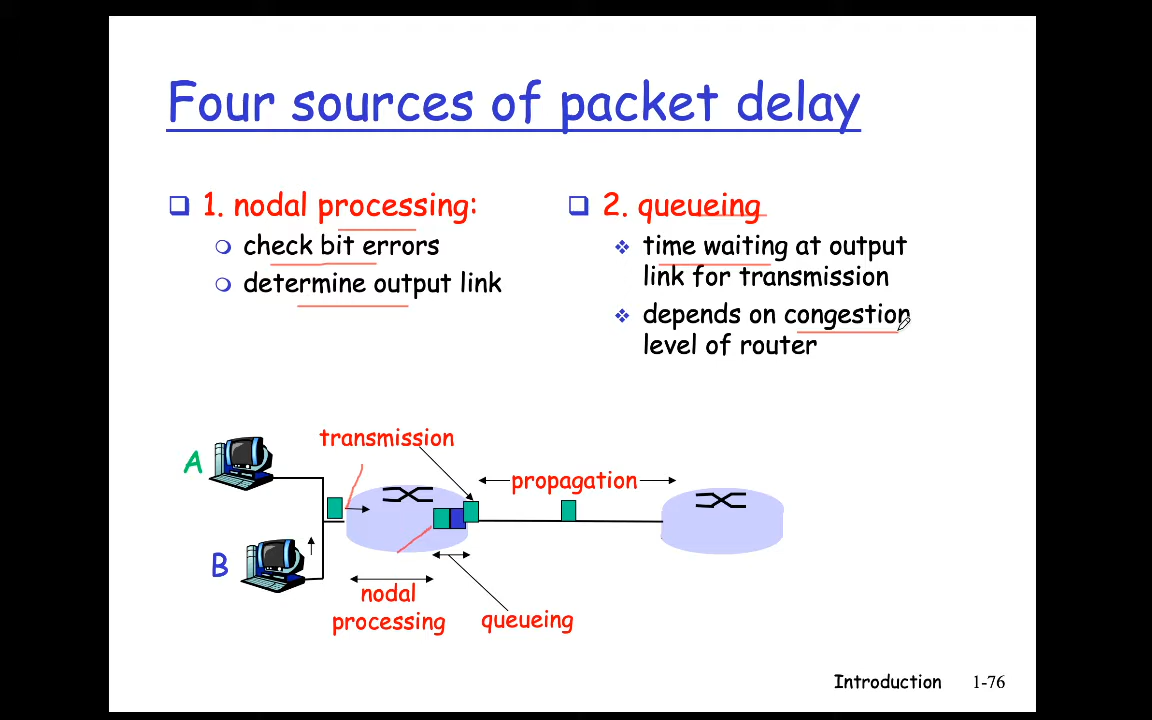 Four sources of packet delay
1. nodal processing:
check bit errors
determine output link
2. queueing
time waiting at output
link for transmission
depends on congestion
level of router
transmission
A
propagation
B
nodal
processing
queueing
Introduction 1-76